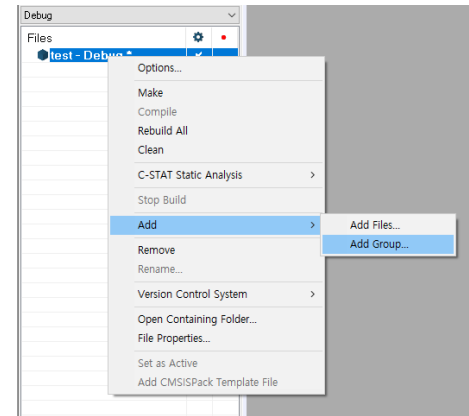 Debug
Files
test - Debug *
Options...
Make
Compile
Rebuild All
Clean
C-STAT Static Analysis
Stop Build
Add
Add Files...
Add Group...
Remove
Rename...
Version Control System
Open Containing Folder...
File Properties...
Set as Active
Add CMSISPack Template File